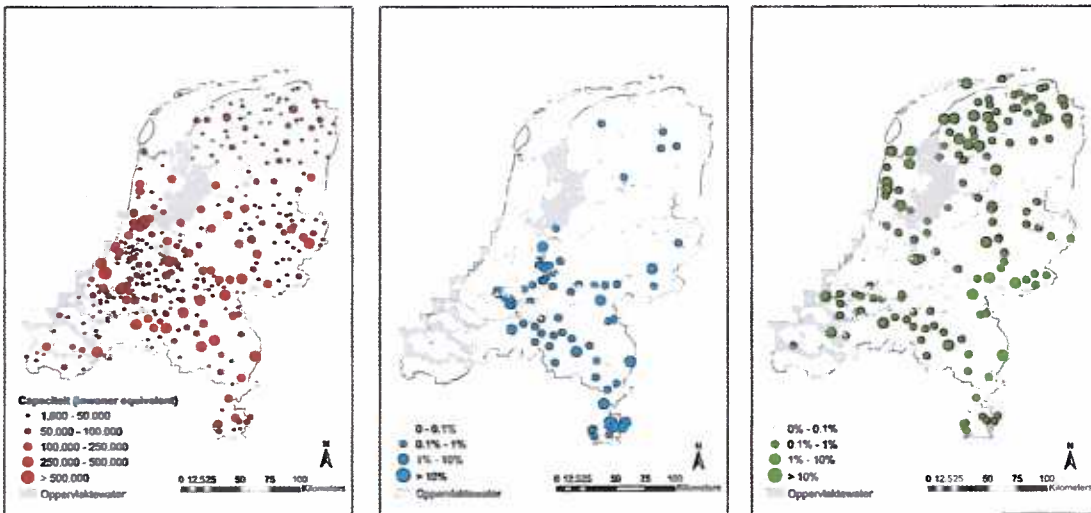 Capaciteit (inwoner equivalent)
1.000 - 50.000
50.000 - 100.000
100.000 - 250.000
250.000 - 500.000
> 500.000
Oppervlaktewater
N
0 12.525 50 75 100
Kilometers
0 - 0.1%
0.1% - 1%
1% - 10%
> 10%
Oppervlaktewater
N
0 12.525 50 75 100
Kilometers
0% - 0.1%
0.1% - 1%
1% - 10%
> 10%
Oppervlaktewater
N
0 12.525 50 75 100
Kilometers